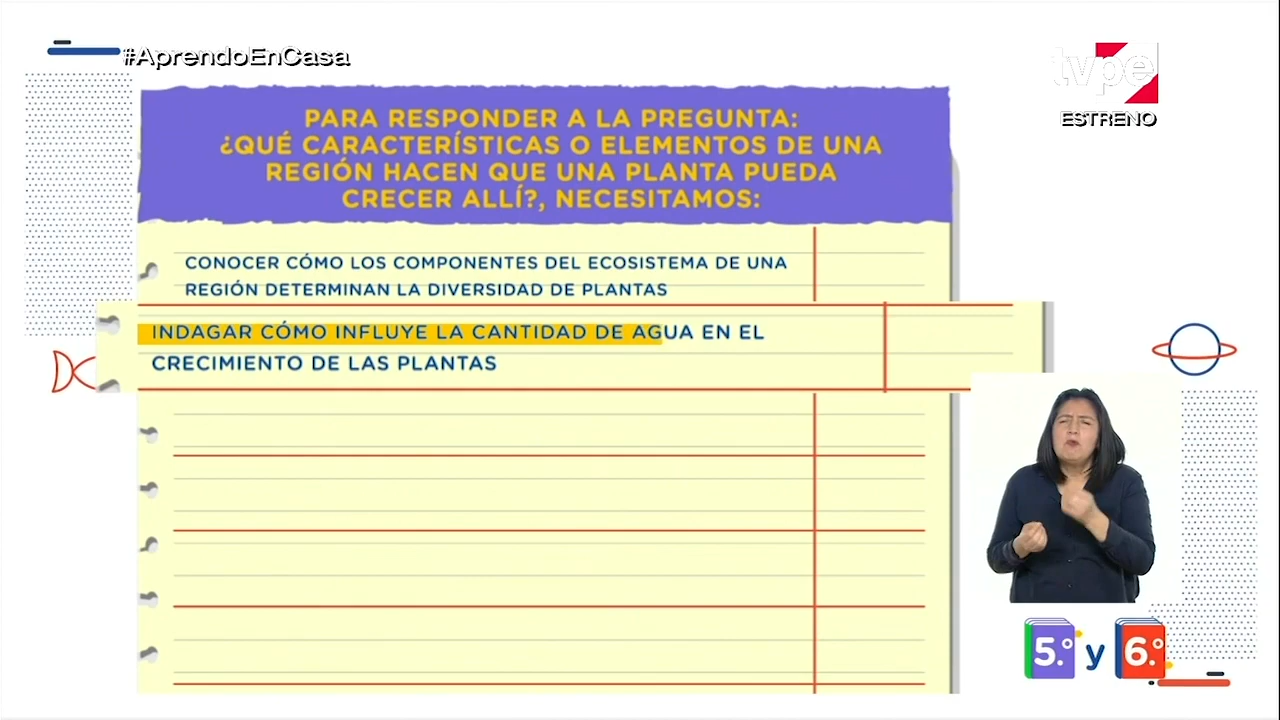 #AprendoEnCasa
tvpe
ESTRENO
PARA RESPONDER A LA PREGUNTA:
¿QUÉ CARACTERÍSTICAS O ELEMENTOS DE UNA
REGIÓN HACEN QUE UNA PLANTA PUEDA
CRECER ALLÍ?, NECESITAMOS:
CONOCER CÓMO LOS COMPONENTES DEL ECOSISTEMA DE UNA
REGIÓN DETERMINAN LA DIVERSIDAD DE PLANTAS
INDAGAR CÓMO INFLUYE LA CANTIDAD DE AGUA EN EL
CRECIMIENTO DE LAS PLANTAS
5.° y 6.°